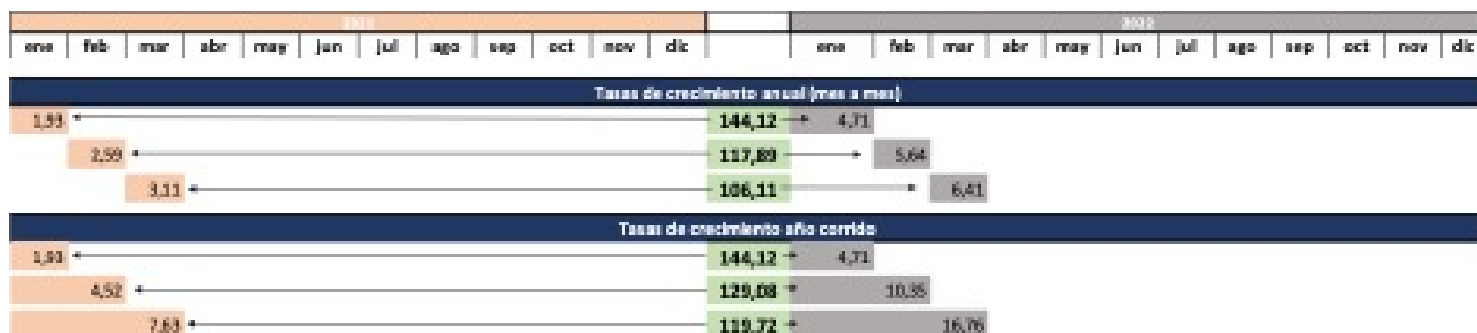 2021 2022
ene feb mar abr may jun jul ago sep oct nov dic ene feb mar abr may jun jul ago sep oct nov dic
Tasas de crecimiento anual (mes a mes)
1,93 144,12 4,71
2,59 117,89 5,64
3,11 106,11 6,41
Tasas de crecimiento año corrido
1,93 144,12 4,71
4,52 129,08 10,35
7,63 119,72 16,76